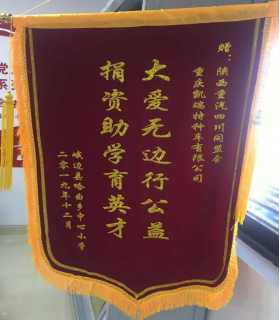 赠：陕西重汽四川同盟会
重庆凯瑞特种车有限公司
大爱无边行公益
捐资助学育英才
峨边县哈曲乡中心小学
二零一九年十二月
党
系